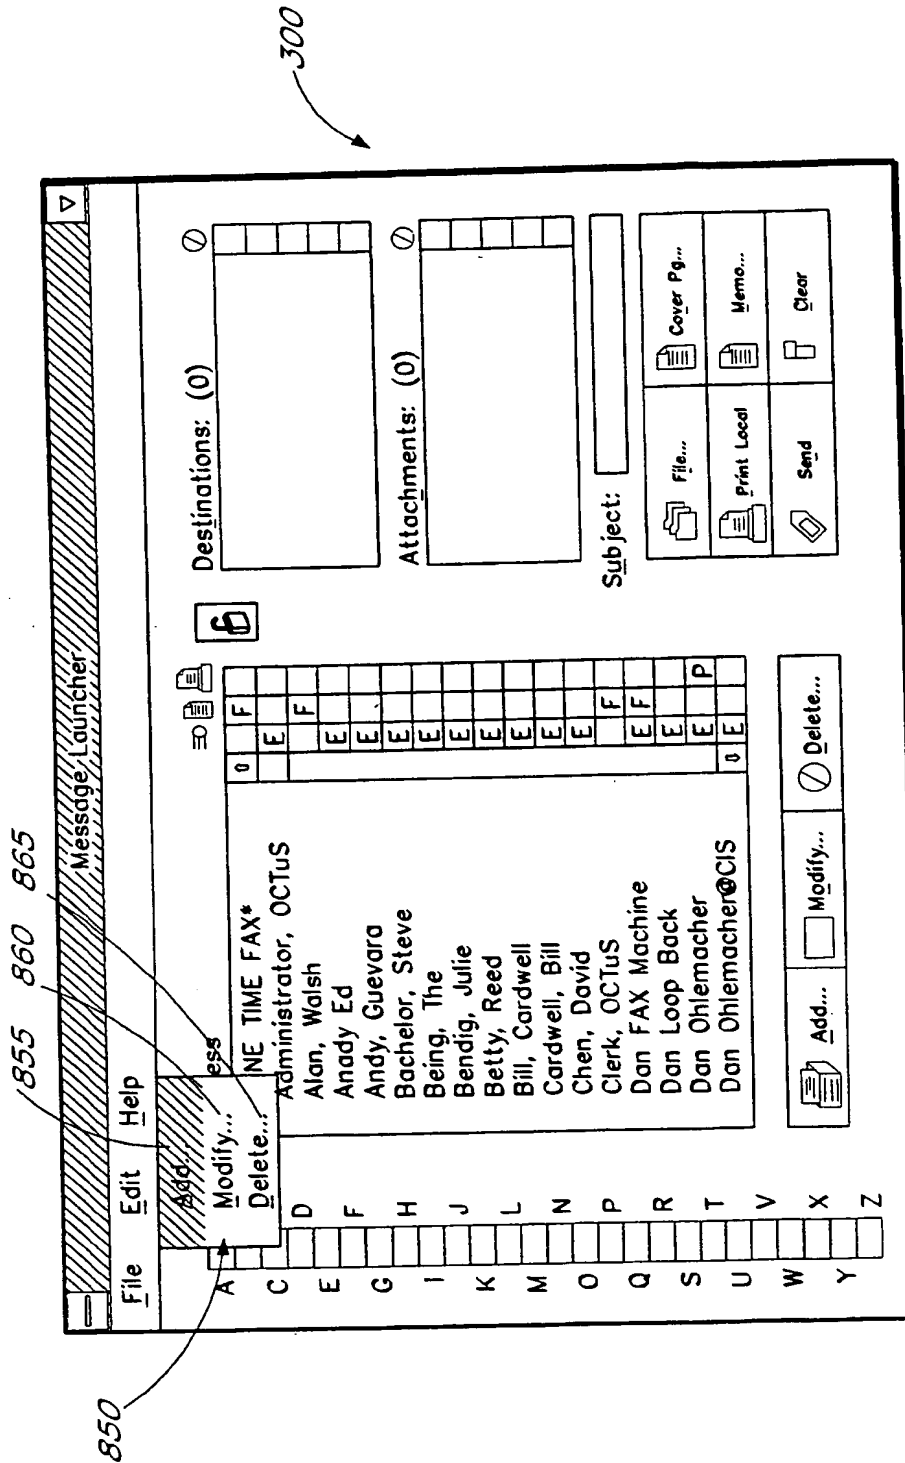 300
855 860 865
850
Message Launcher
File Edit Help
Add...
Modify...
Delete...
ess
NE TIME FAX* F
Administrator, OCTuS E
Alan, Walsh F
Anady Ed E
Andy, Guevara E
Bachelor, Steve E
Being, The E
Bendig, Julie E
Betty, Reed E
Bill, Cardwell E
Cardwell, Bill E
Chen, David E
Clerk, OCTuS F
Dan FAX Machine E F
Dan Loop Back E
Dan Ohlemacher E P
Dan Ohlemacher@CIS E
A
C D
E F
G H
I J
K L
M N
O P
Q R
S T
U V
W X
Y Z
Add... Modify... Delete...
Destinations: (0)
Attachments: (0)
Subject:
File... Cover Pg...
Print Local Memo...
Send Clear